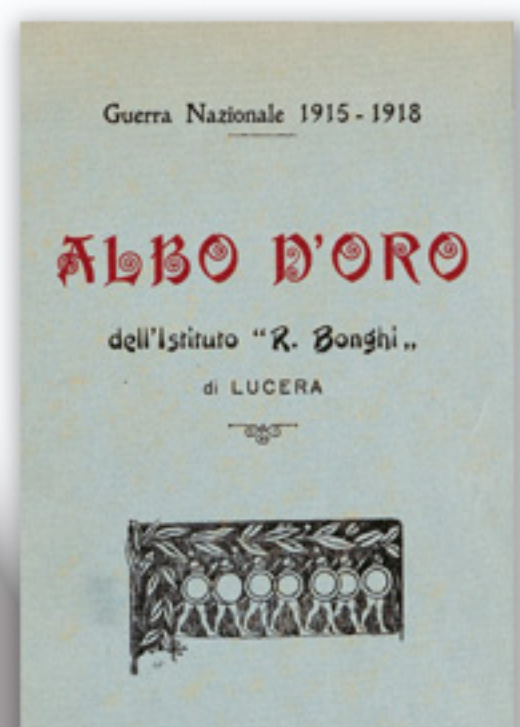 Guerra Nazionale 1915 - 1918
ALBO D'ORO
dell'Istituto “R. Bonghi„
di LUCERA